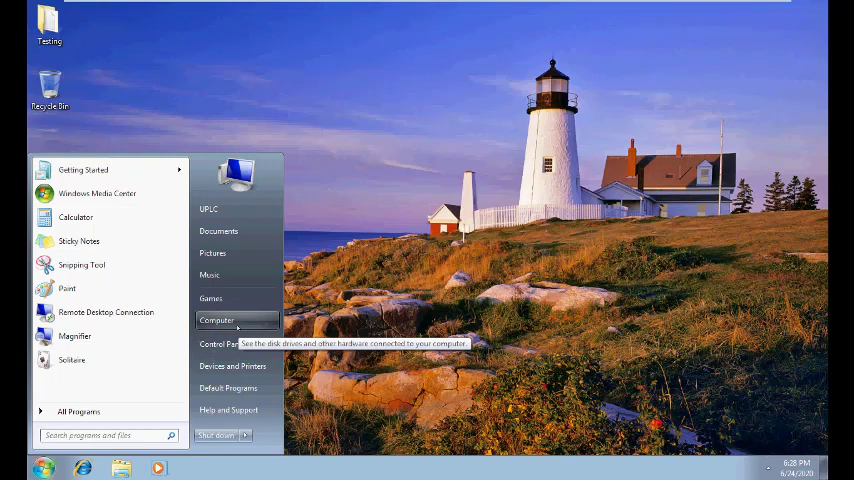 Testing
Recycle Bin
Getting Started
Windows Media Center
Calculator
Sticky Notes
Snipping Tool
Paint
Remote Desktop Connection
Magnifier
Solitaire
All Programs
Search programs and files
UPLC
Documents
Pictures
Music
Games
Computer
See the disk drives and other hardware connected to your computer.
Control Pan
Devices and Printers
Default Programs
Help and Support
Shut down
6:28 PM
6/24/2020